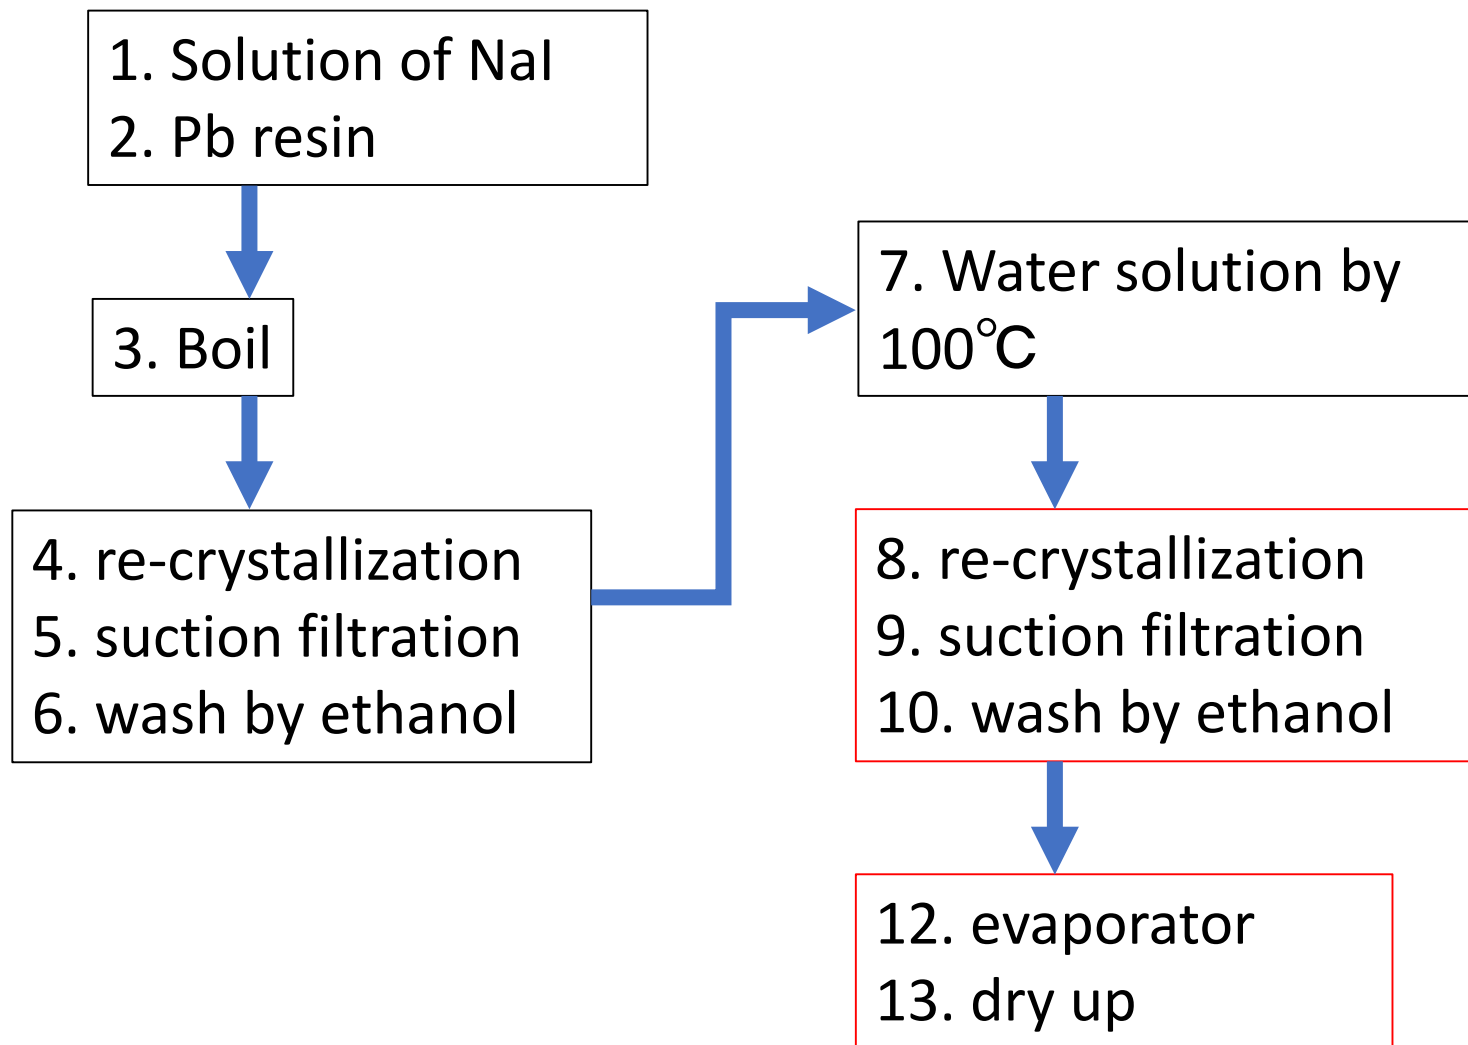 1. Solution of NaI
2. Pb resin
3. Boil
4. re-crystallization
5. suction filtration
6. wash by ethanol
7. Water solution by
100℃
8. re-crystallization
9. suction filtration
10. wash by ethanol
12. evaporator
13. dry up